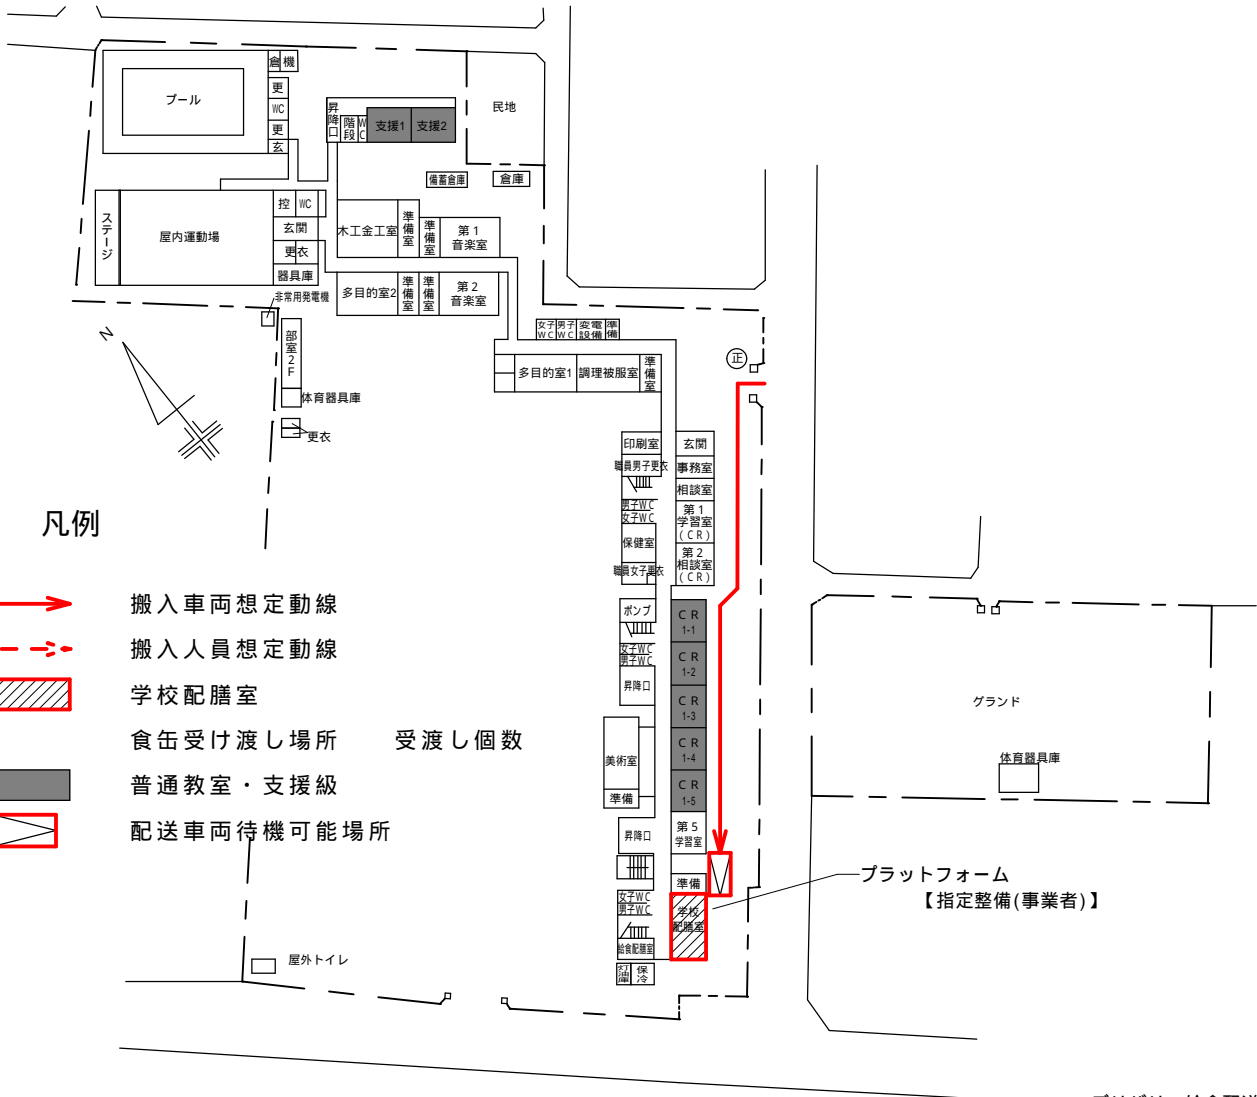 倉
機
プール
更
WC
更
玄
昇降口
階段
WC
支援1
支援2
民地
備蓄倉庫
倉庫
ステージ
屋内運動場
控
WC
玄関
更衣
器具庫
非常用発電機
木工金工室
準備室
準備室
第1
音楽室
多目的室2
準備室
準備室
第2
音楽室
女子WC
男子WC
変電設備
準備
多目的室1
調理被服室
準備室
正
N
部室2F
体育器具庫
更衣
印刷室
玄関
職員男子更衣
事務室
相談室
男子WC
女子WC
第1
学習室
(CR)
保健室
第2
相談室
(CR)
職員女子更衣
凡例
搬入車両想定動線
搬入人員想定動線
学校配膳室
食缶受け渡し場所　受渡し個数
普通教室・支援級
配送車両待機可能場所
ポンプ
CR
1-1
女子WC
男子WC
CR
1-2
昇降口
CR
1-3
美術室
CR
1-4
準備
CR
1-5
昇降口
第5
学習室
準備
女子WC
男子WC
学校
配膳室
給食配膳室
灯油庫
保冷
グランド
体育器具庫
プラットフォーム
【指定整備(事業者)】
屋外トイレ